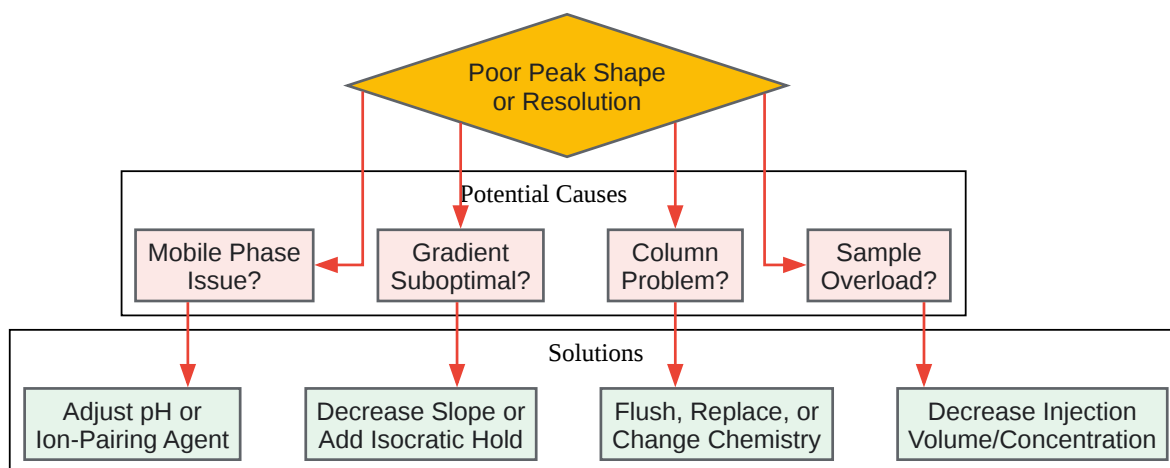 Poor Peak Shape
or Resolution
Potential Causes
Mobile Phase
Issue?
Gradient
Suboptimal?
Column
Problem?
Sample
Overload?
Solutions
Adjust pH or
Ion-Pairing Agent
Decrease Slope or
Add Isocratic Hold
Flush, Replace, or
Change Chemistry
Decrease Injection
Volume/Concentration